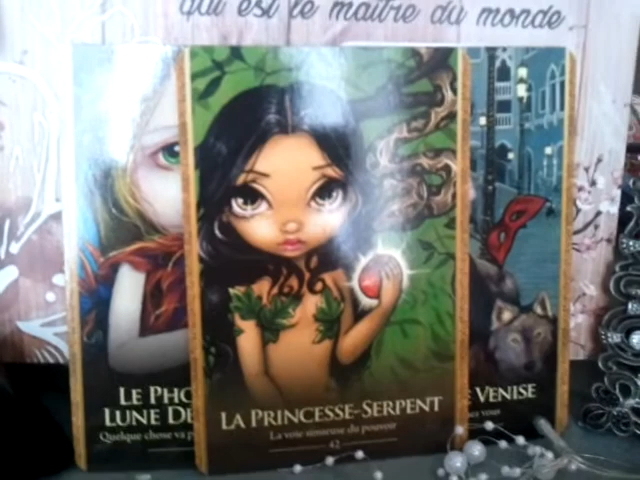 qui est le maître du monde
LE PHO
LUNE DE
Quelque chose va p
LA PRINCESSE-SERPENT
La voie sinueuse du pouvoir
42
E VENISE
vous